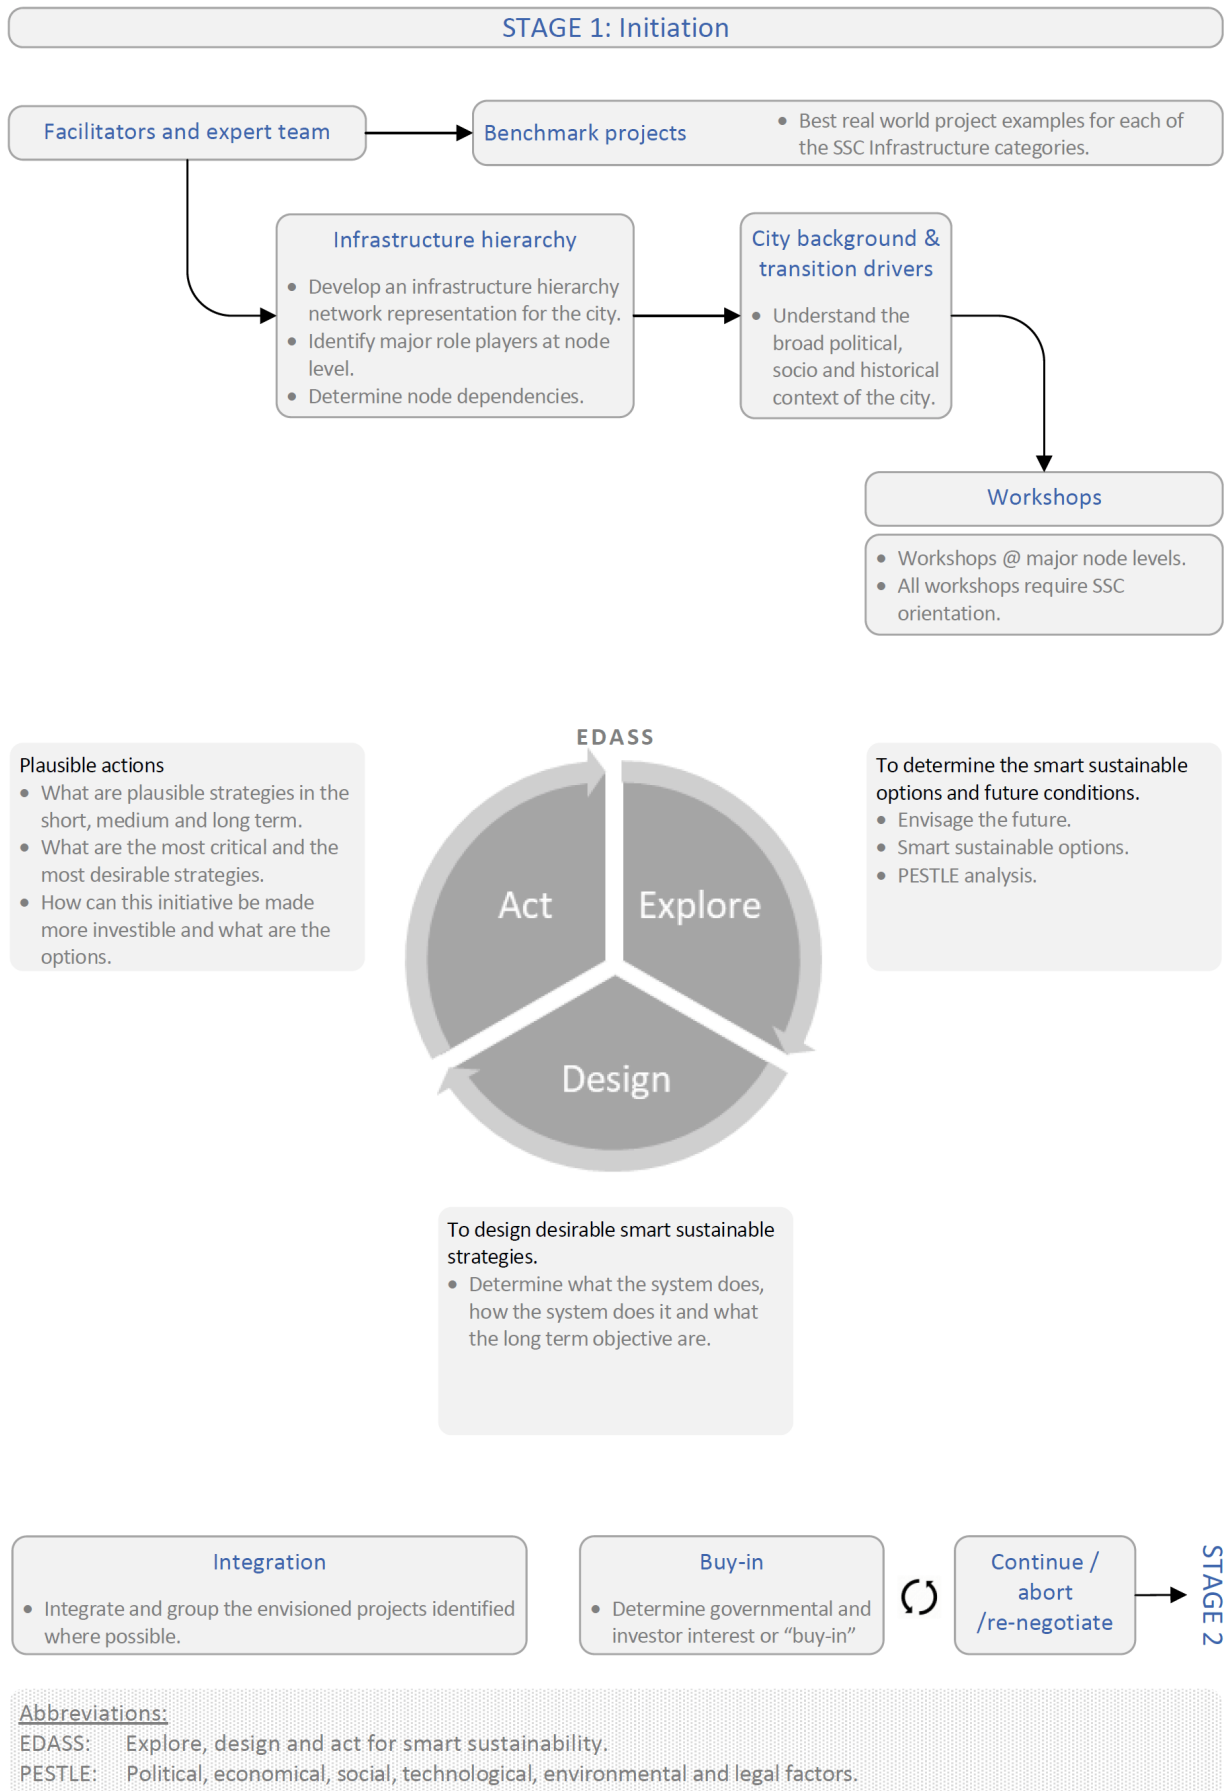 STAGE 1: Initiation
Facilitators and expert team
Benchmark projects
• Best real world project examples for each of
the SSC Infrastructure categories.
Infrastructure hierarchy
• Develop an infrastructure hierarchy
network representation for the city.
• Identify major role players at node
level.
• Determine node dependencies.
City background &
transition drivers
• Understand the
broad political,
socio and historical
context of the city.
Workshops
• Workshops @ major node levels.
• All workshops require SSC
orientation.
EDASS
Plausible actions
• What are plausible strategies in the
short, medium and long term.
• What are the most critical and the
most desirable strategies.
• How can this initiative be made
more investible and what are the
options.
Act
Explore
Design
To determine the smart sustainable
options and future conditions.
• Envisage the future.
• Smart sustainable options.
• PESTLE analysis.
To design desirable smart sustainable
strategies.
• Determine what the system does,
how the system does it and what
the long term objective are.
Integration
• Integrate and group the envisioned projects identified
where possible.
Buy-in
• Determine governmental and
investor interest or “buy-in”
Continue /
abort
/re-negotiate
STAGE 2
Abbreviations:
EDASS: Explore, design and act for smart sustainability.
PESTLE: Political, economical, social, technological, environmental and legal factors.